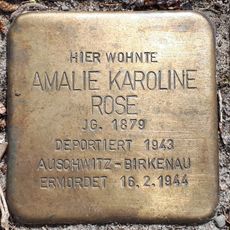 HIER WOHNTE
AMALIE KAROLINE
ROSE
JG. 1879
DEPORTIERT 1943
AUSCHWITZ-BIRKENAU
ERMORDET 16.2.1944